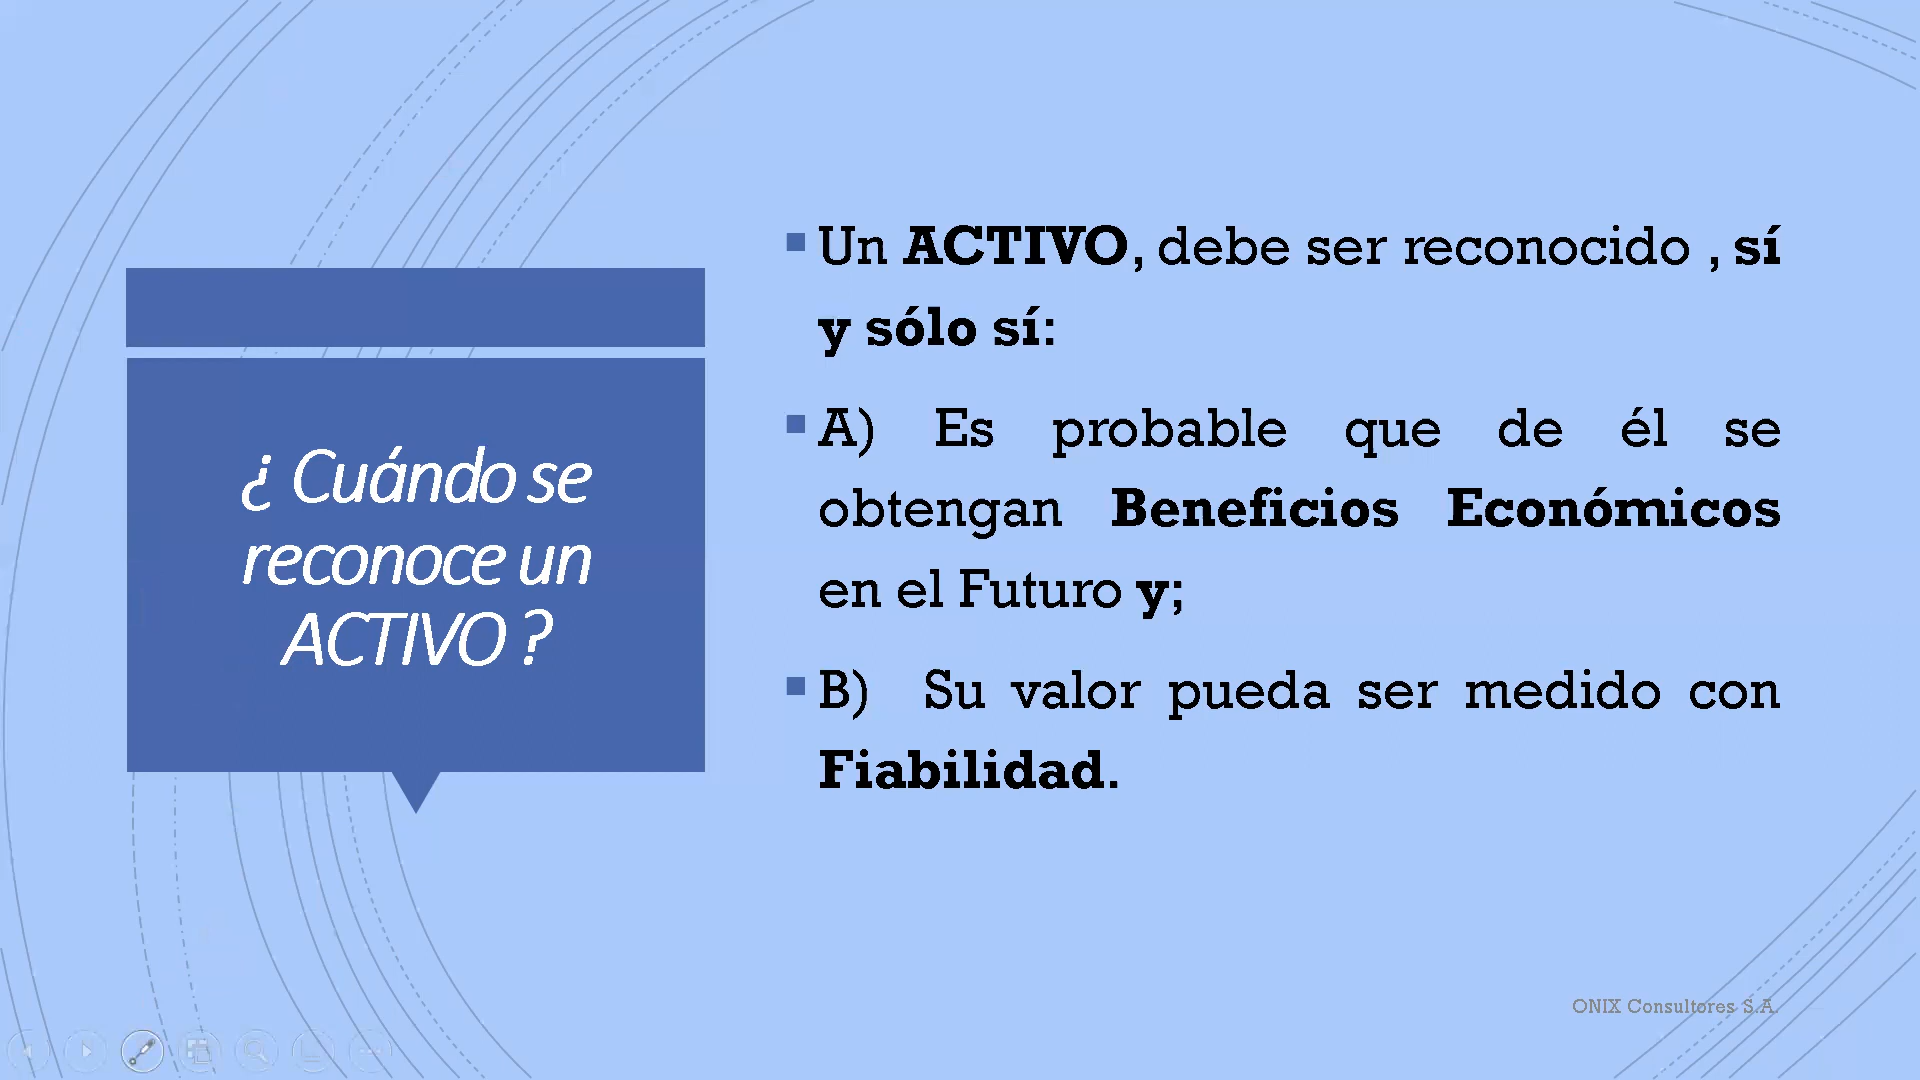 ¿ Cuándo se
reconoce un
ACTIVO ?
Un ACTIVO, debe ser reconocido , sí
y sólo sí:
A) Es probable que de él se
obtengan Beneficios Económicos
en el Futuro y;
B) Su valor pueda ser medido con
Fiabilidad.
ONIX Consultores S.A.